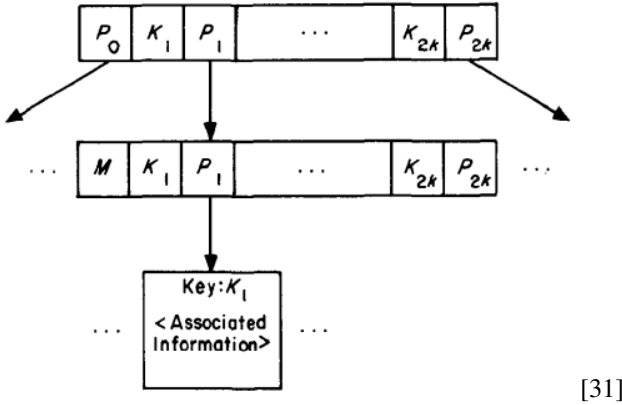 P₀ K₁ P₁ ... K₂ₖ P₂ₖ
... M K₁ P₁ ... K₂ₖ P₂ₖ ...
Key:K₁
... <Associated ...
Information>
[31]